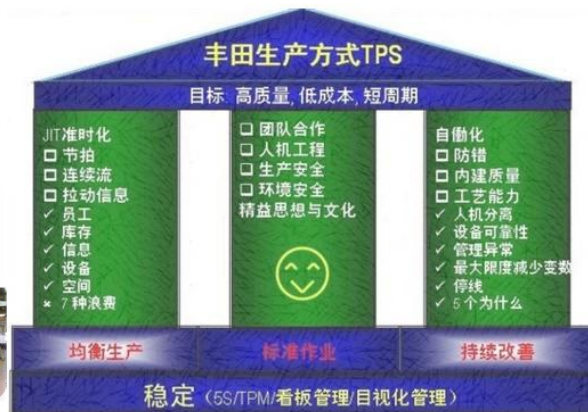 丰田生产方式TPS
目标: 高质量, 低成本, 短周期
JIT准时化
节拍
连续流
拉动信息
员工
库存
信息
设备
空间
7种浪费
团队合作
人机工程
生产安全
环境安全
精益思想与文化
自働化
防错
内建质量
工艺能力
人机分离
设备可靠性
管理异常
最大限度减少变数
停线
5个为什么
均衡生产
标准作业
持续改善
稳定（5S/TPM/看板管理/目视化管理）